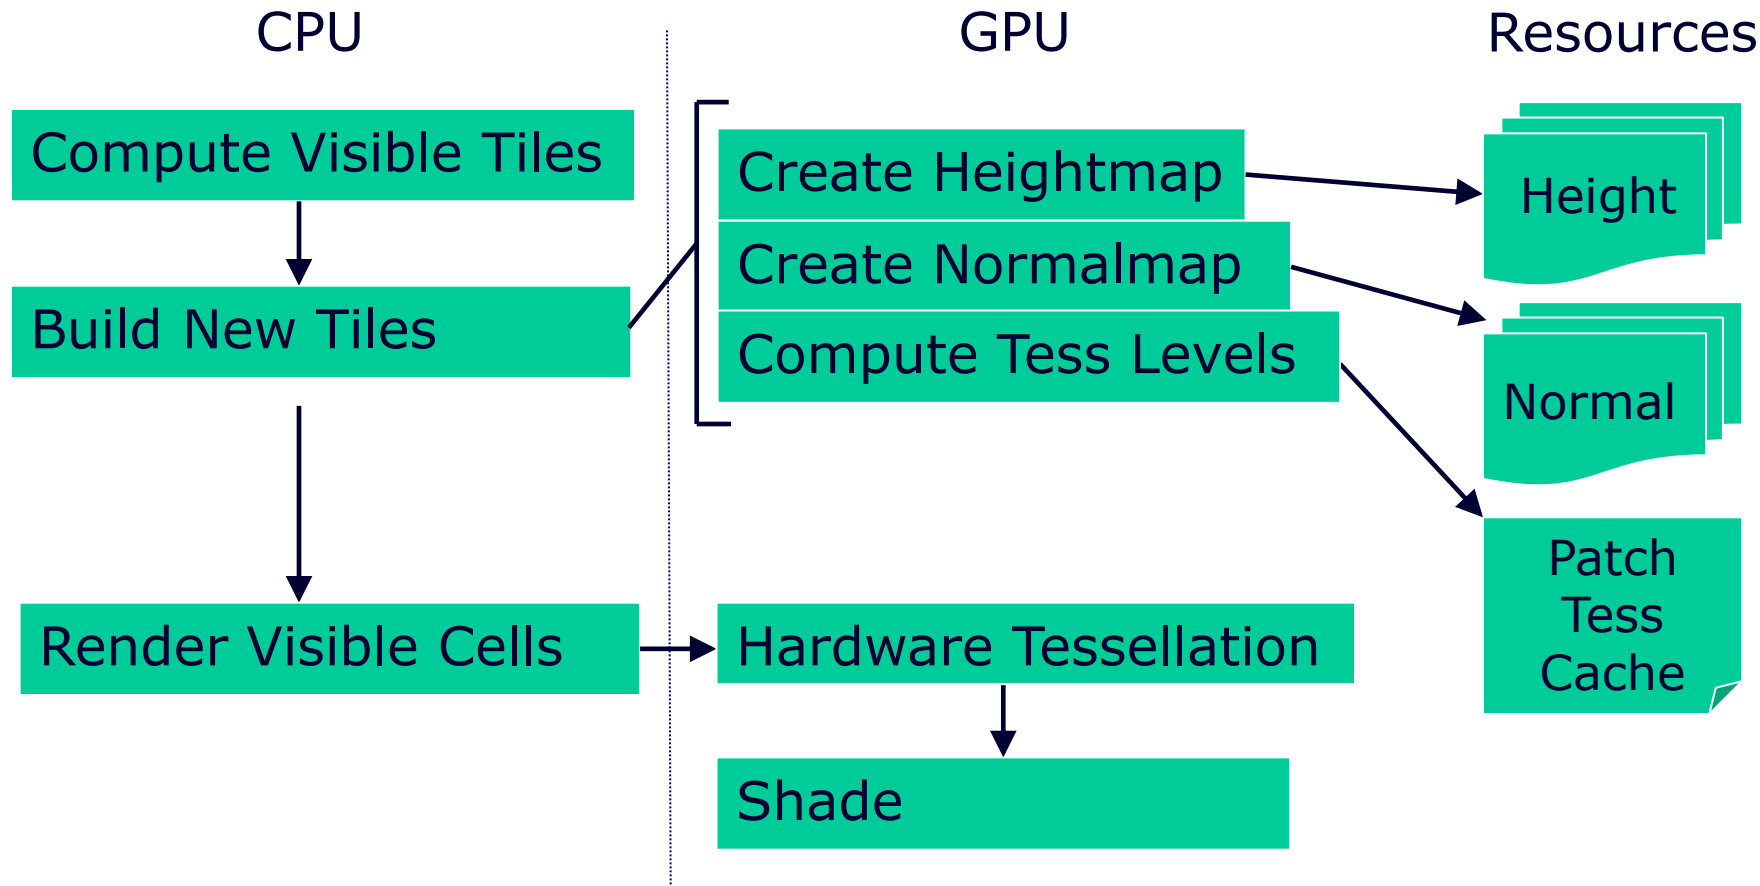 CPU
GPU
Resources
Compute Visible Tiles
Build New Tiles
Render Visible Cells
Create Heightmap
Create Normalmap
Compute Tess Levels
Hardware Tessellation
Shade
Height
Normal
Patch
Tess
Cache